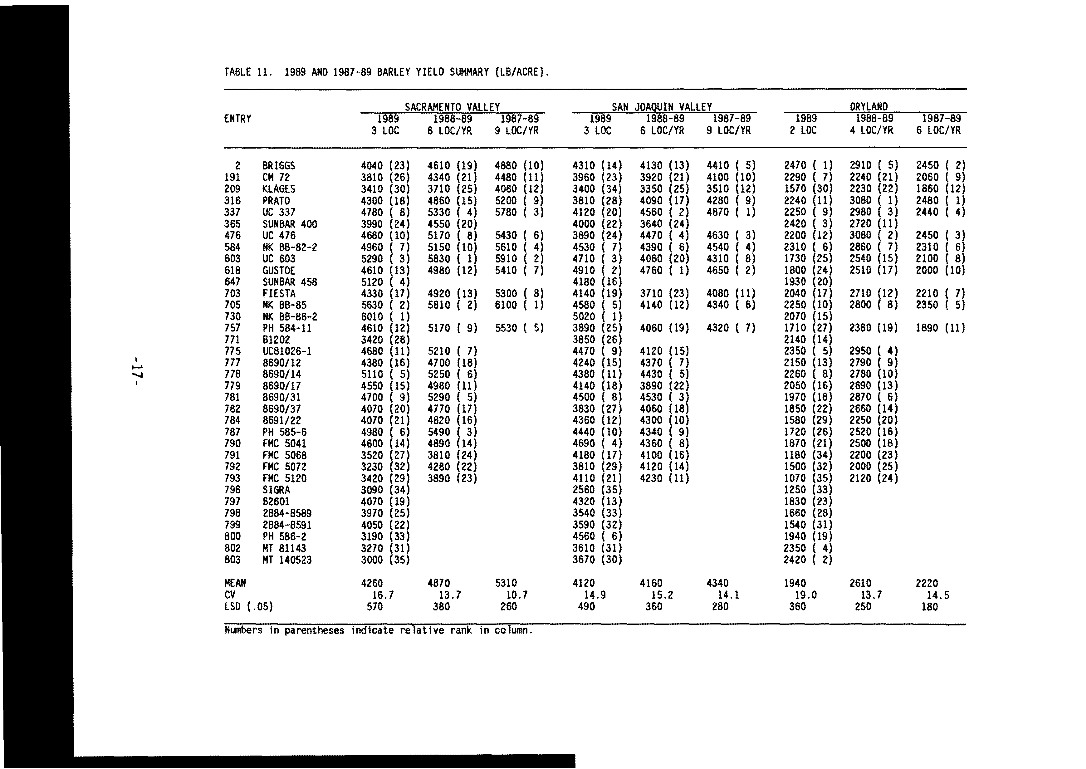 TABLE 11. 1989 AND 1987-89 BARLEY YIELD SUMMARY (LB/ACRE).
SACRAMENTO VALLEY SAN JOAQUIN VALLEY DRYLAND
ENTRY 1989 1988-89 1987-89 1989 1988-89 1987-89 1989 1988-89 1987-89
3 LOC 6 LOC/YR 9 LOC/YR 3 LOC 6 LOC/YR 9 LOC/YR 2 LOC 4 LOC/YR 6 LOC/YR
2 BRIGGS 4040 (23) 4610 (19) 4880 (10) 4310 (14) 4130 (13) 4410 ( 5) 2470 ( 1) 2910 ( 5) 2450 ( 2)
191 CM 72 3810 (26) 4340 (21) 4480 (11) 3960 (23) 3920 (21) 4100 (10) 2290 ( 7) 2240 (21) 2060 ( 9)
209 KLAGES 3410 (30) 3710 (25) 4060 (12) 3400 (34) 3350 (25) 3510 (12) 1570 (30) 2230 (22) 1860 (12)
316 PRATO 4300 (18) 4860 (15) 5200 ( 9) 3810 (28) 4090 (17) 4280 ( 9) 2240 (11) 3080 ( 1) 2480 ( 1)
337 UC 337 4780 ( 8) 5330 ( 4) 5780 ( 3) 4120 (20) 4560 ( 2) 4870 ( 1) 2250 ( 9) 2980 ( 3) 2440 ( 4)
365 SUNBAR 400 3990 (24) 4550 (20) 4000 (22) 3640 (24) 2420 ( 3) 2720 (11)
476 UC 476 4680 (10) 5170 ( 8) 5430 ( 6) 3890 (24) 4470 ( 4) 4630 ( 3) 2200 (12) 3060 ( 2) 2450 ( 3)
584 NK BB-82-2 4960 ( 7) 5150 (10) 5610 ( 4) 4530 ( 7) 4390 ( 6) 4540 ( 4) 2310 ( 6) 2860 ( 7) 2310 ( 6)
603 UC 603 5290 ( 3) 5830 ( 1) 5910 ( 2) 4710 ( 3) 4080 (20) 4310 ( 8) 1730 (25) 2540 (15) 2100 ( 8)
618 GUSTOE 4610 (13) 4980 (12) 5410 ( 7) 4910 ( 2) 4760 ( 1) 4650 ( 2) 1800 (24) 2510 (17) 2000 (10)
647 SUNBAR 458 5120 ( 4) 4180 (16) 1930 (20)
703 FIESTA 4330 (17) 4920 (13) 5300 ( 8) 4140 (19) 3710 (23) 4080 (11) 2040 (17) 2710 (12) 2210 ( 7)
705 NK BB-85 5630 ( 2) 5810 ( 2) 6100 ( 1) 4580 ( 5) 4140 (12) 4340 ( 6) 2250 (10) 2800 ( 8) 2350 ( 5)
730 NK BB-86-2 6010 ( 1) 5020 ( 1) 2070 (15)
757 PH 584-11 4610 (12) 5170 ( 9) 5530 ( 5) 3890 (25) 4060 (19) 4320 ( 7) 1710 (27) 2380 (19) 1890 (11)
771 B1202 3420 (28) 3850 (26) 2140 (14)
775 UC81026-1 4680 (11) 5210 ( 7) 4470 ( 9) 4120 (15) 2350 ( 5) 2950 ( 4)
777 8690/12 4380 (16) 4700 (18) 4240 (15) 4370 ( 7) 2150 (13) 2790 ( 9)
778 8690/14 5110 ( 5) 5250 ( 6) 4380 (11) 4430 ( 5) 2260 ( 8) 2780 (10)
779 8690/17 4550 (15) 4980 (11) 4140 (18) 3890 (22) 2050 (16) 2690 (13)
781 8690/31 4700 ( 9) 5290 ( 5) 4500 ( 8) 4530 ( 3) 1970 (18) 2870 ( 6)
782 8690/37 4070 (20) 4770 (17) 3830 (27) 4060 (18) 1850 (22) 2660 (14)
784 8691/22 4070 (21) 4820 (16) 4360 (12) 4300 (10) 1580 (29) 2250 (20)
787 PH 585-6 4980 ( 6) 5490 ( 3) 4440 (10) 4340 ( 9) 1720 (26) 2520 (16)
790 FMC 5041 4600 (14) 4890 (14) 4690 ( 4) 4360 ( 8) 1870 (21) 2500 (18)
791 FMC 5068 3520 (27) 3810 (24) 4180 (17) 4100 (16) 1180 (34) 2200 (23)
792 FMC 5072 3230 (32) 4280 (22) 3810 (29) 4120 (14) 1500 (32) 2000 (25)
793 FMC 5120 3420 (29) 3890 (23) 4110 (21) 4230 (11) 1070 (35) 2120 (24)
796 SIGRA 3090 (34) 2560 (35) 1250 (33)
797 B2601 4070 (19) 4320 (13) 1830 (23)
798 2B84-8589 3970 (25) 3540 (33) 1660 (28)
799 2B84-8591 4050 (22) 3590 (32) 1540 (31)
800 PH 586-2 3190 (33) 4560 ( 6) 1940 (19)
802 MT 81143 3270 (31) 3610 (31) 2350 ( 4)
803 MT 140523 3000 (35) 3670 (30) 2420 ( 2)
MEAN 4260 4870 5310 4120 4160 4340 1940 2610 2220
CV 16.7 13.7 10.7 14.9 15.2 14.1 19.0 13.7 14.5
LSD (.05) 570 380 260 490 360 280 360 250 180
Numbers in parentheses indicate relative rank in column.
-17-